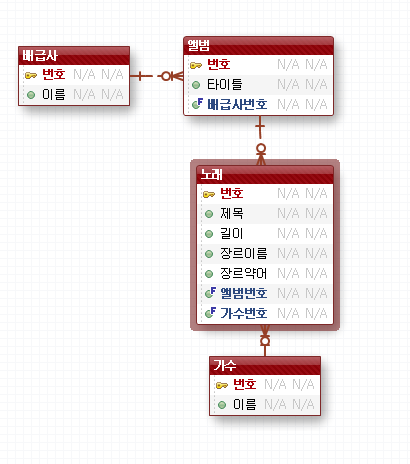 배급사
번호 N/A N/A
이름 N/A N/A
앨범
번호 N/A N/A
타이틀 N/A N/A
배급사번호 N/A N/A
노래
번호 N/A N/A
제목 N/A N/A
길이 N/A N/A
장르이름 N/A N/A
장르약어 N/A N/A
앨범번호 N/A N/A
가수번호 N/A N/A
가수
번호 N/A N/A
이름 N/A N/A